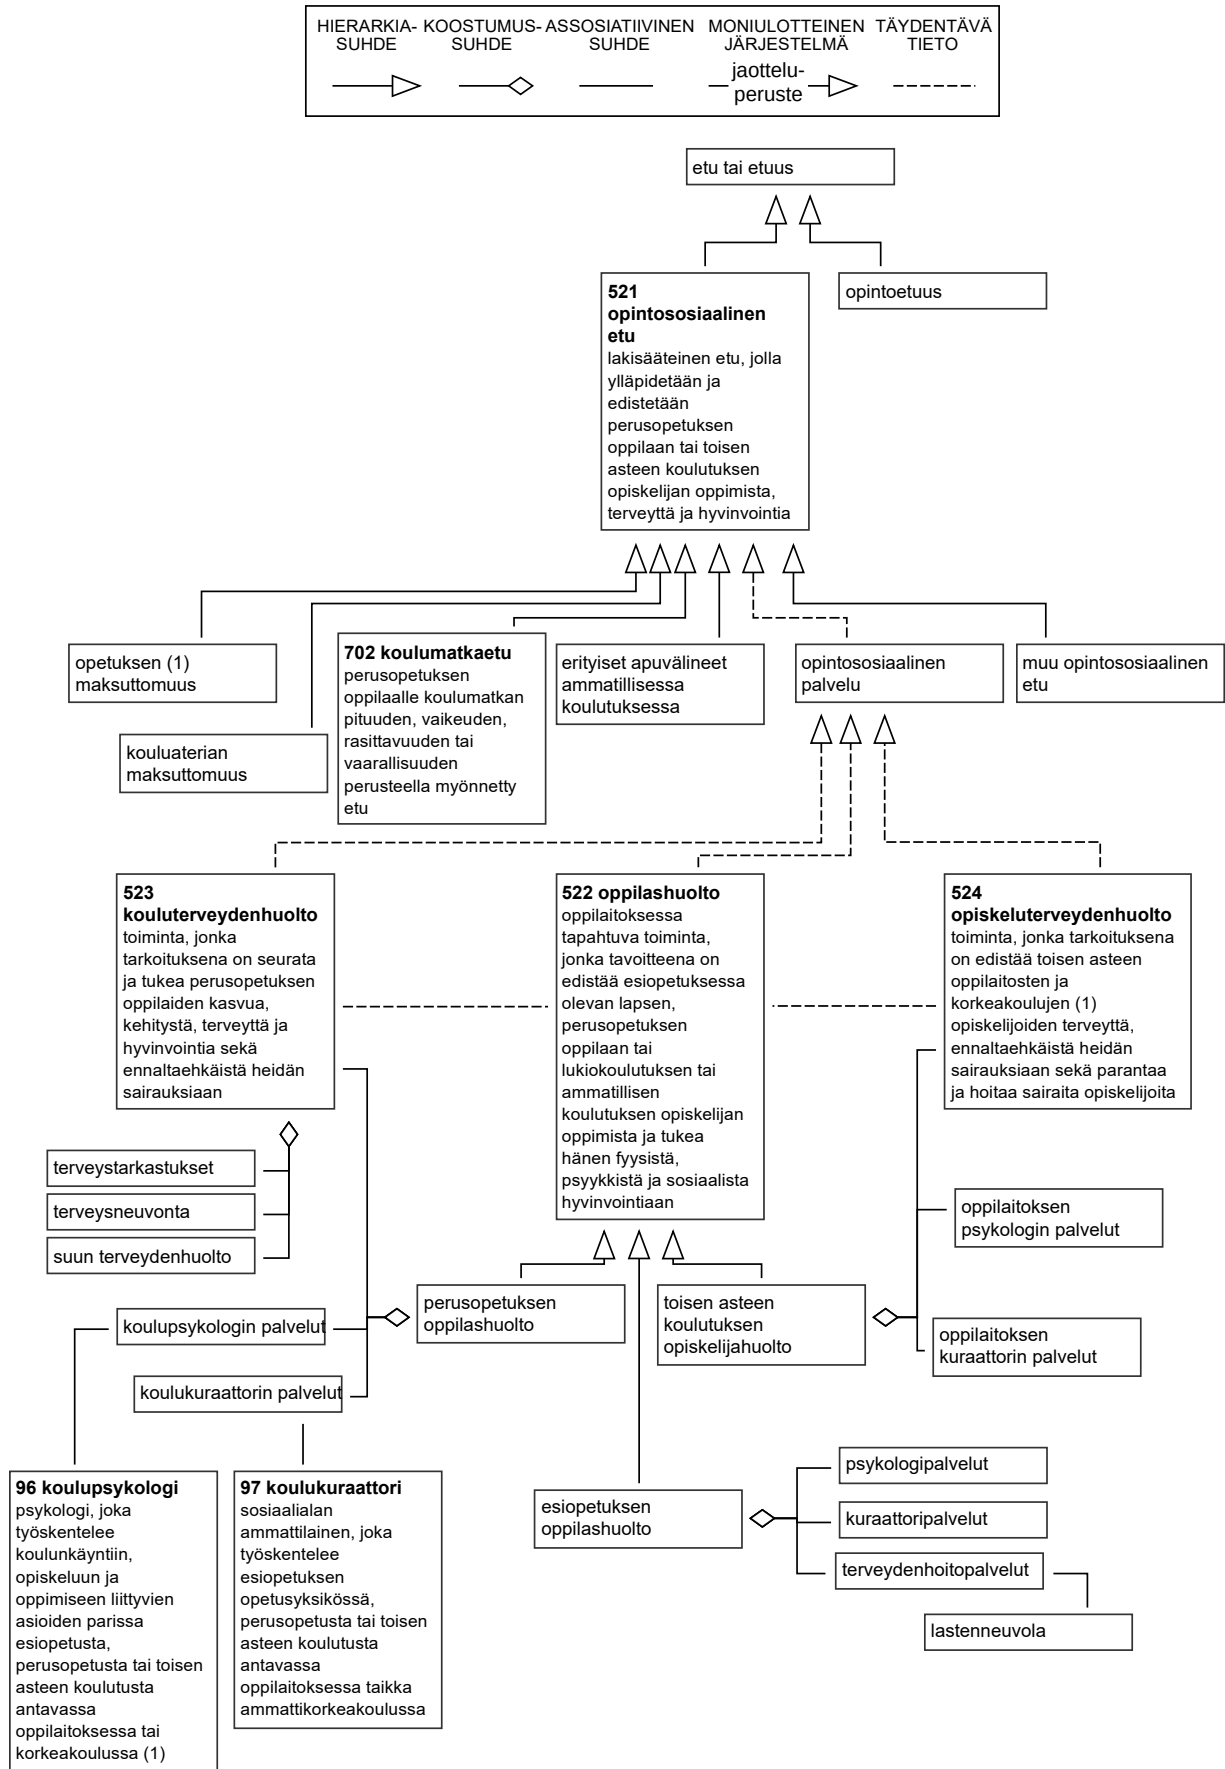 HIERARKIA-
SUHDE
KOOSTUMUS-
SUHDE
ASSOSIATIIVINEN
SUHDE
MONIULOTTEINEN
JÄRJESTELMÄ
jaottelu-
peruste
TÄYDENTÄVÄ
TIETO
etu tai etuus
521
opintososiaalinen
etu
lakisääteinen etu, jolla
ylläpidetään ja
edistetään
perusopetuksen
oppilaan tai toisen
asteen koulutuksen
opiskelijan oppimista,
terveyttä ja hyvinvointia
opintoetuus
opetuksen (1)
maksuttomuus
kouluaterian
maksuttomuus
702 koulumatkaetu
perusopetuksen
oppilaalle koulumatkan
pituuden, vaikeuden,
rasittavuuden tai
vaarallisuuden
perusteella myönnetty
etu
erityiset apuvälineet
ammatillisessa
koulutuksessa
opintososiaalinen
palvelu
muu opintososiaalinen
etu
523
kouluterveydenhuolto
toiminta, jonka
tarkoituksena on seurata
ja tukea perusopetuksen
oppilaiden kasvua,
kehitystä, terveyttä ja
hyvinvointia sekä
ennaltaehkäistä heidän
sairauksiaan
522 oppilashuolto
oppilaitoksessa
tapahtuva toiminta,
jonka tavoitteena on
edistää esiopetuksessa
olevan lapsen,
perusopetuksen
oppilaan tai
lukiokoulutuksen tai
ammatillisen
koulutuksen opiskelijan
oppimista ja tukea
hänen fyysistä,
psyykkistä ja sosiaalista
hyvinvointiaan
524
opiskeluterveydenhuolto
toiminta, jonka tarkoituksena
on edistää toisen asteen
oppilaitosten ja
korkeakoulujen (1)
opiskelijoiden terveyttä,
ennaltaehkäistä heidän
sairauksiaan sekä parantaa
ja hoitaa sairaita opiskelijoita
terveystarkastukset
terveysneuvonta
suun terveydenhuolto
oppilaitoksen
psykologin palvelut
koulupsykologin palvelut
perusopetuksen
oppilashuolto
toisen asteen
koulutuksen
opiskelijahuolto
oppilaitoksen
kuraattorin palvelut
koulukuraattorin palvelut
96 koulupsykologi
psykologi, joka
työskentelee
koulunkäyntiin,
opiskeluun ja
oppimiseen liittyvien
asioiden parissa
esiopetusta,
perusopetusta tai toisen
asteen koulutusta
antavassa
oppilaitoksessa tai
korkeakoulussa (1)
97 koulukuraattori
sosiaalialan
ammattilainen, joka
työskentelee
esiopetuksen
opetusyksikössä,
perusopetusta tai toisen
asteen koulutusta
antavassa
oppilaitoksessa taikka
ammattikorkeakoulussa
esiopetuksen
oppilashuolto
psykologipalvelut
kuraattoripalvelut
terveydenhoitopalvelut
lastenneuvola